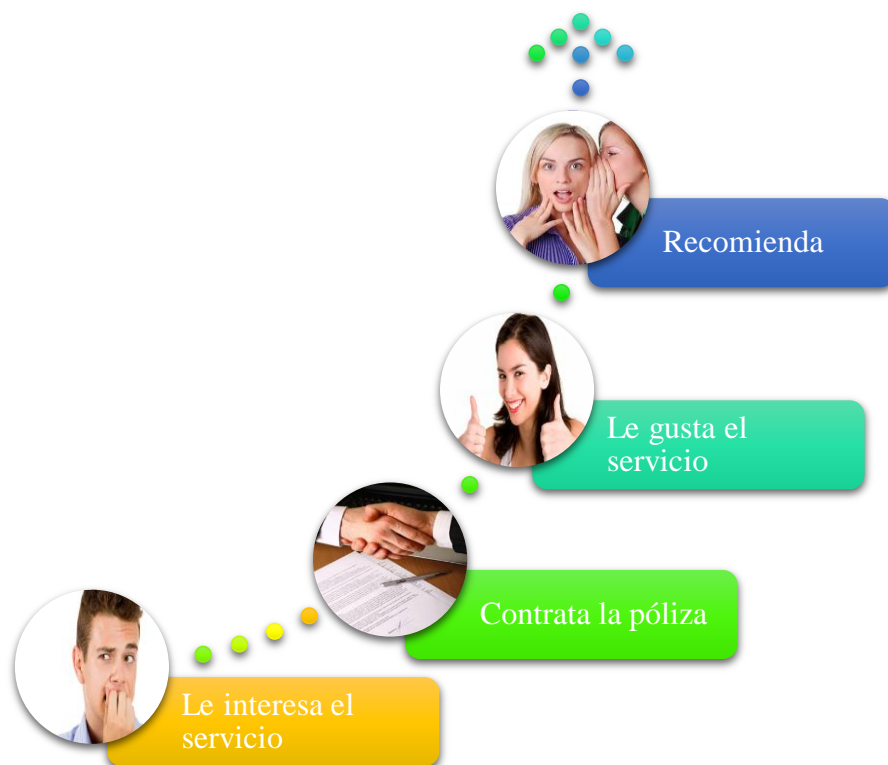 Recomienda
Le gusta el
servicio
Contrata la póliza
Le interesa el
servicio